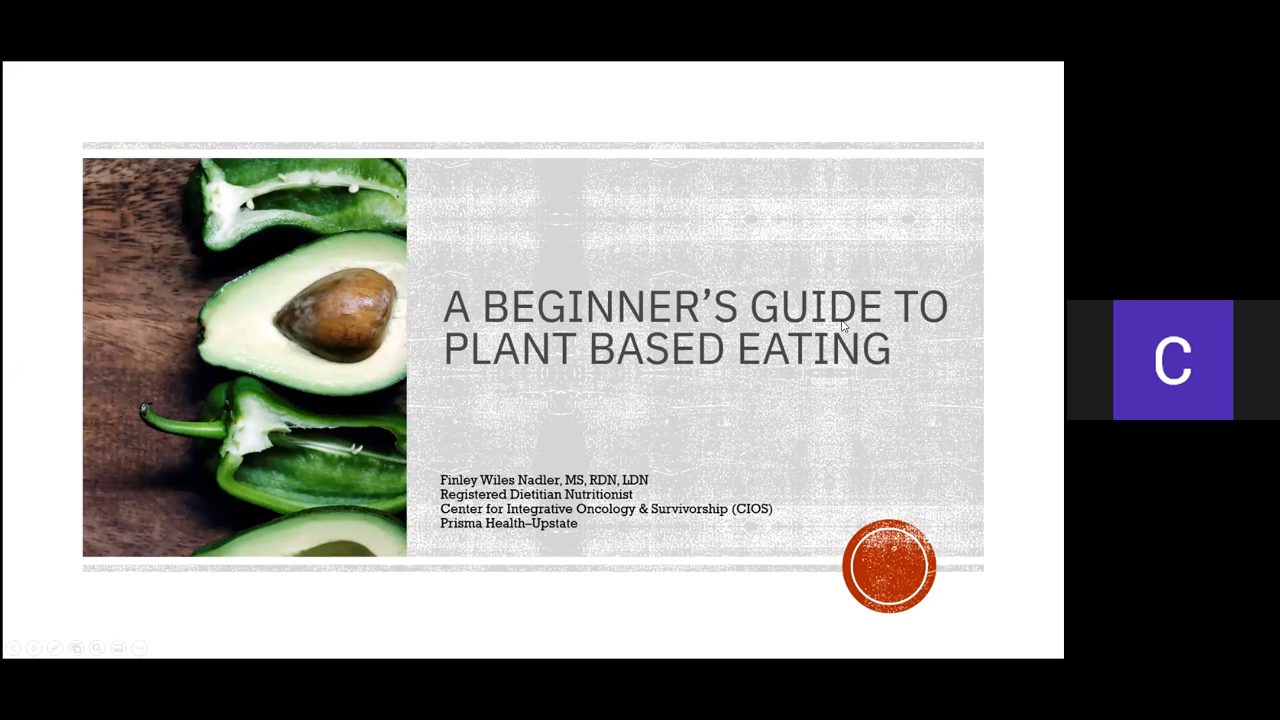 A BEGINNER’S GUIDE TO
PLANT BASED EATING
Finley Wiles Nadler, MS, RDN, LDN
Registered Dietitian Nutritionist
Center for Integrative Oncology & Survivorship (CIOS)
Prisma Health–Upstate
C